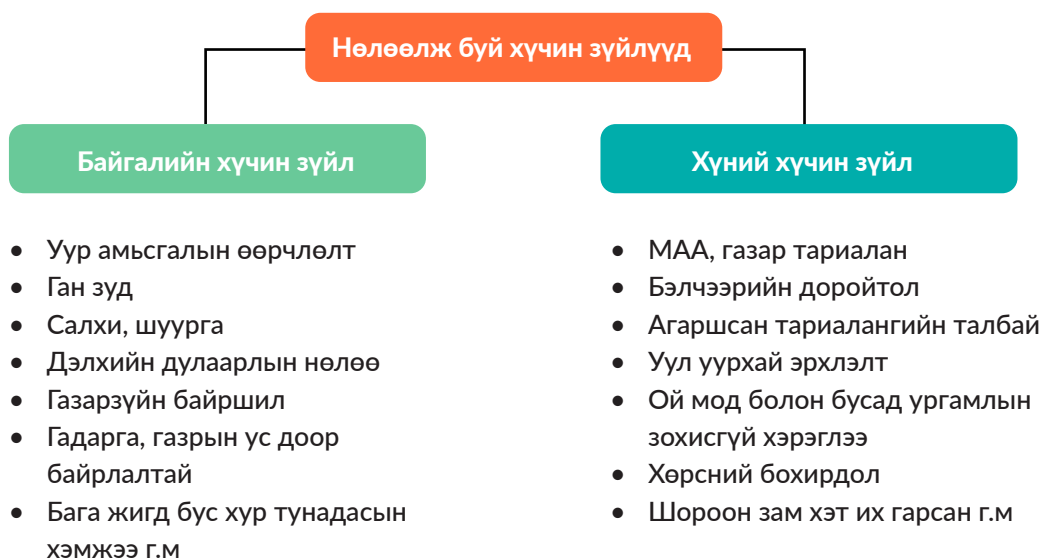 Нөлөөлж буй хүчин зүйлүүд
Байгалийн хүчин зүйл
• Уур амьсгалын өөрчлөлт
• Ган зуд
• Салхи, шуурга
• Дэлхийн дулаарлын нөлөө
• Газарзүйн байршил
• Гадарга, газрын ус доор
байрлалтай
• Бага жигд бус хур тунадасын
хэмжээ г.м
Хүний хүчин зүйл
• МАА, газар тариалан
• Бэлчээрийн доройтол
• Агаршсан тариалангийн талбай
• Уул уурхай эрхлэлт
• Ой мод болон бусад ургамлын
зохисгүй хэрэглээ
• Хөрсний бохирдол
• Шороон зам хэт их гарсан г.м